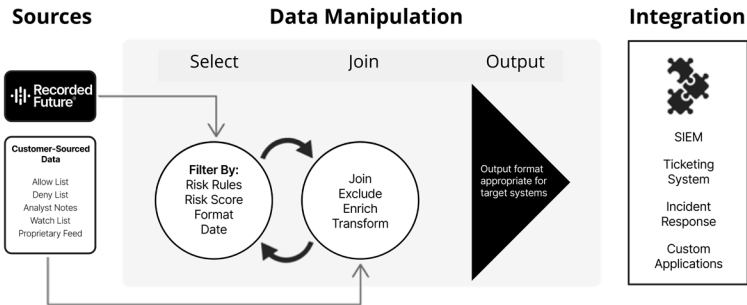 Sources
Data Manipulation
Integration
Select
Join
Output
Recorded
Future®
Customer-Sourced
Data
Allow List
Deny List
Analyst Notes
Watch List
Proprietary Feed
Filter By:
Risk Rules
Risk Score
Format
Date
Join
Exclude
Enrich
Transform
Output format
appropriate for
target systems
SIEM
Ticketing
System
Incident
Response
Custom
Applications